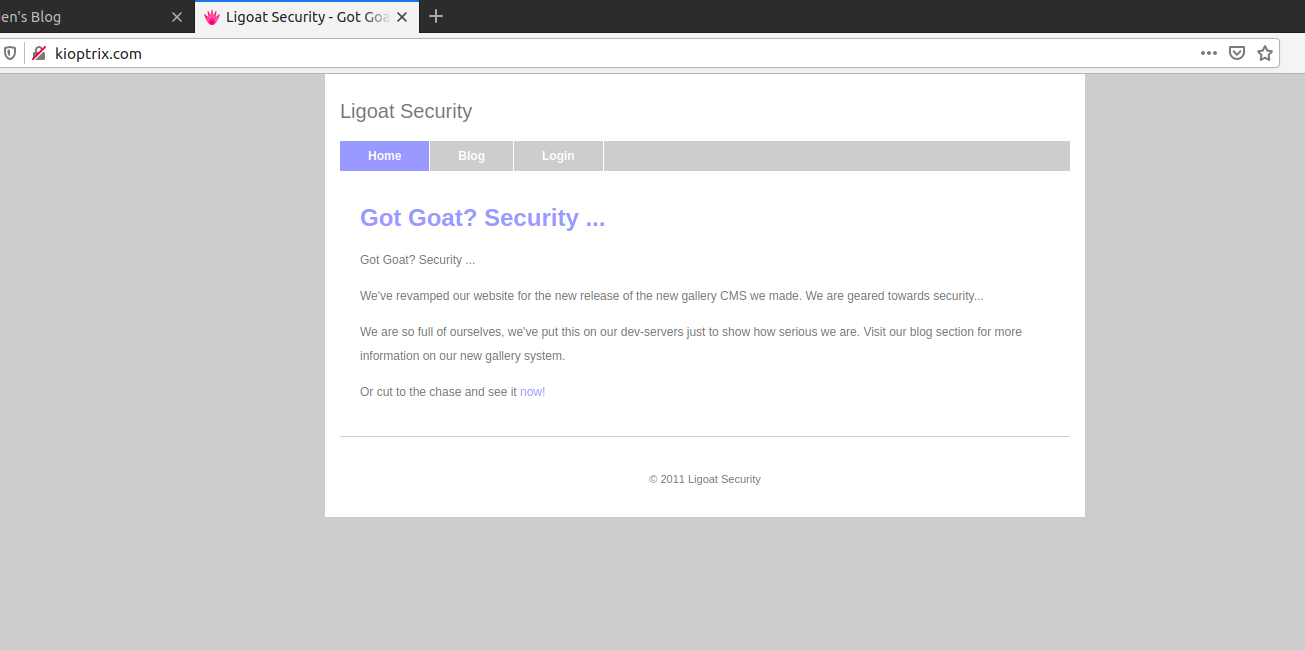 en's Blog
Ligoat Security - Got Goa
kioptrix.com
Ligoat Security
Home Blog Login
Got Goat? Security ...
Got Goat? Security ...
We've revamped our website for the new release of the new gallery CMS we made. We are geared towards security...
We are so full of ourselves, we've put this on our dev-servers just to show how serious we are. Visit our blog section for more
information on our new gallery system.
Or cut to the chase and see it now!
© 2011 Ligoat Security